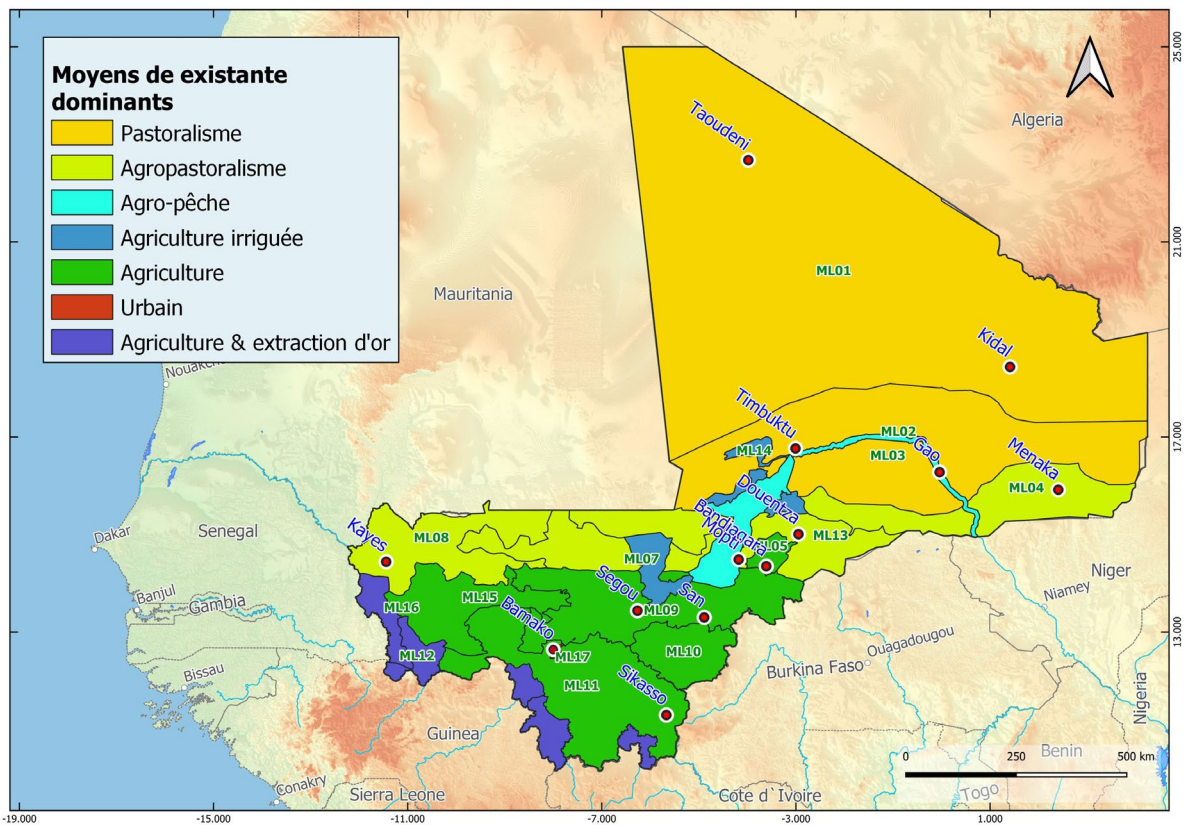 Moyens de existante
dominants
Pastoralisme
Agropastoralisme
Agro-pêche
Agriculture irriguée
Agriculture
Urbain
Agriculture & extraction d'or
Taoudeni
Algeria
25.000
21.000
ML01
Mauritania
Kidal
Timbuktu
ML02
Gao
17.000
ML14
ML03
Menaka
ML04
Douentza
Bandiagara
Mopti
ML13
ML05
Dakar
Senegal
Kayes
ML08
ML07
Niger
Segou
San
Niamey
Banjul
Gambia
ML16
ML15
ML09
13.000
Bamako
ML17
ML10
Ouagadougou
ML12
Bissau
Burkina Faso
ML11
Sikasso
Nigeria
Guinea
0
250
500 km
Benin
Conakry
Sierra Leone
Cote d`Ivoire
Togo
-19.000
-15.000
-11.000
-7.000
-3.000
1.000